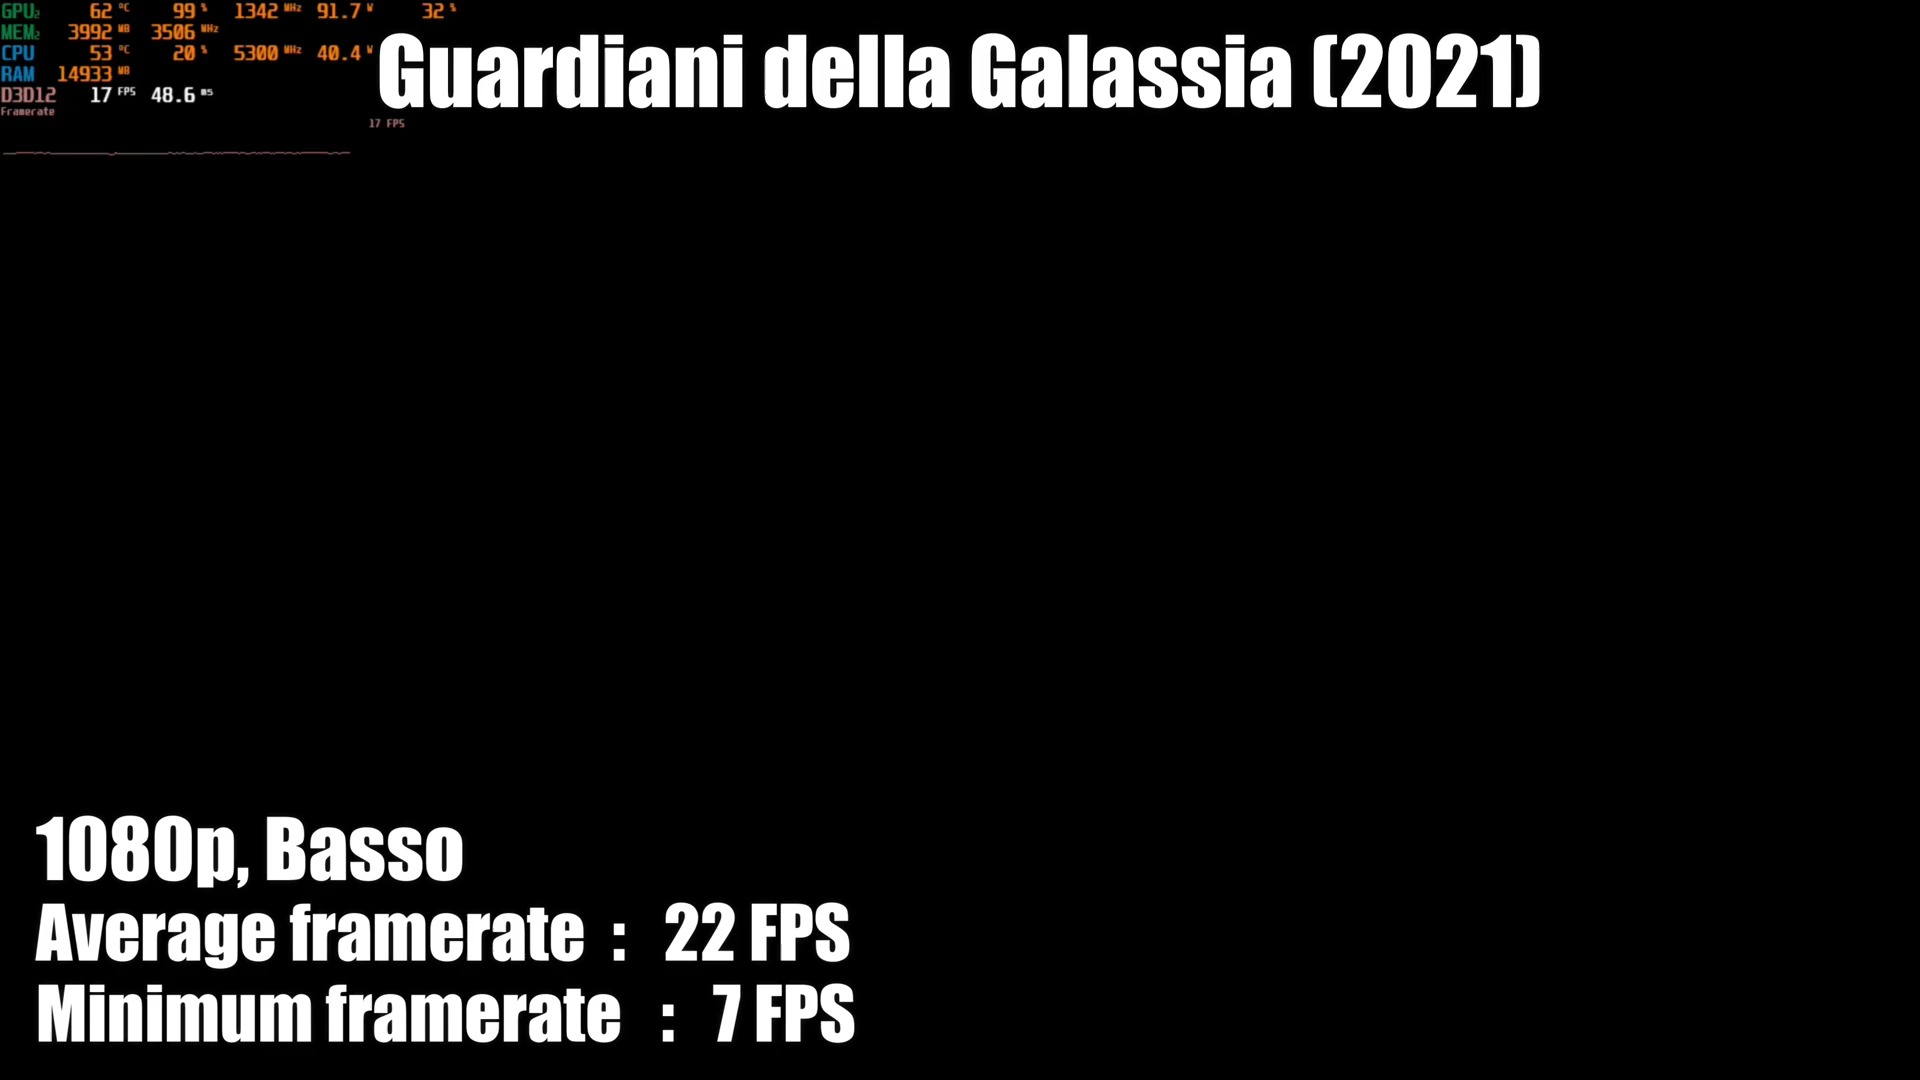 GPU2 62 °C 99 % 1342 MHz 91.7 W 32 %
MEM2 3992 MB 3506 MHz
CPU 53 °C 20 % 5300 MHz 40.4 W
RAM 14933 MB
D3D12 17 FPS 48.6 ms
Framerate
17 FPS
Guardiani della Galassia (2021)
1080p, Basso
Average framerate : 22 FPS
Minimum framerate : 7 FPS